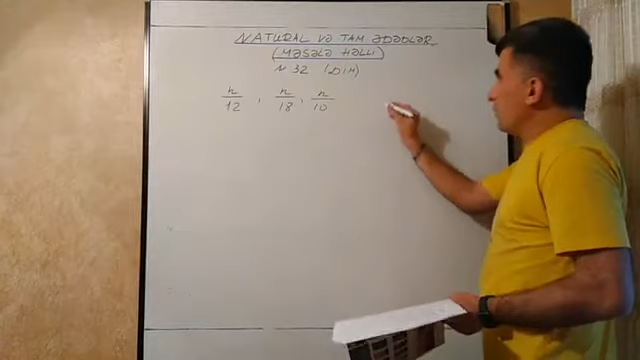 NATURAL VƏ TAM ƏDƏDLƏR
(MƏSƏLƏ HƏLLİ)
№ 32 (DİM)
n/12, n/18, n/10